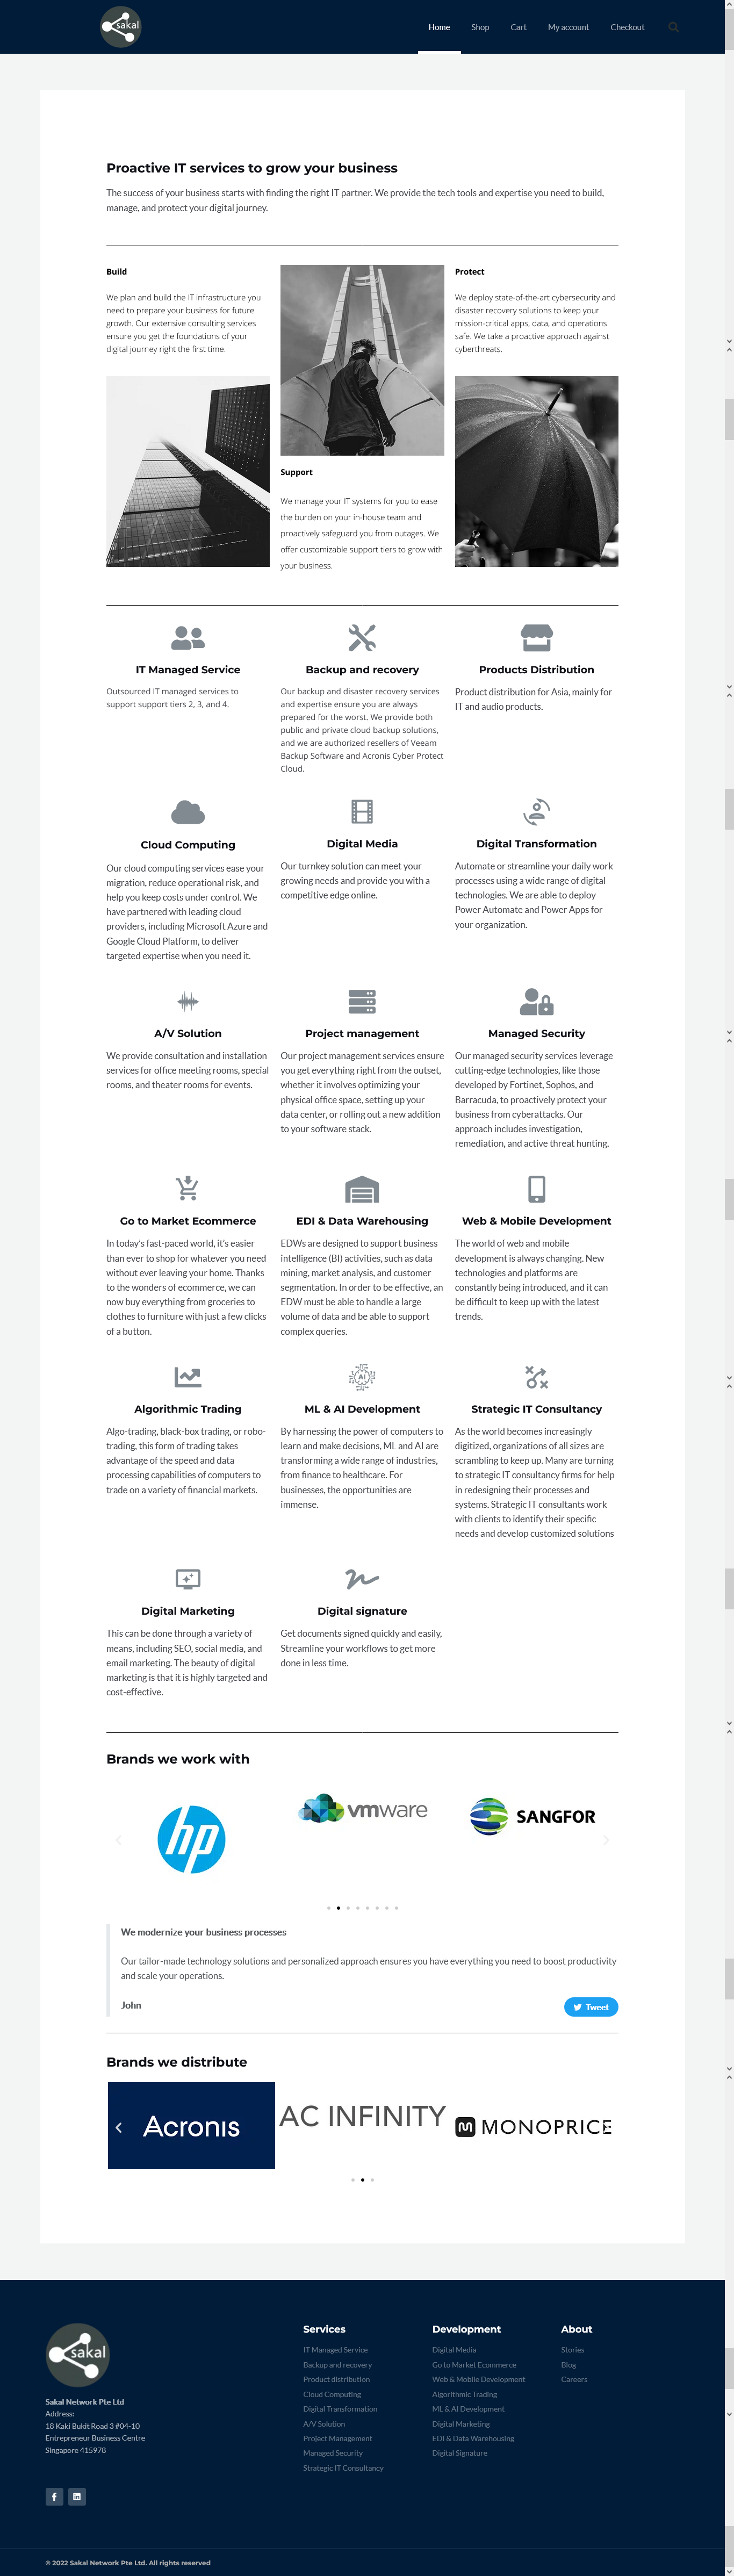 sakal
Home
Shop
Cart
My account
Checkout
Proactive IT services to grow your business
The success of your business starts with finding the right IT partner. We provide the tech tools and expertise you need to build,
manage, and protect your digital journey.
Build
We plan and build the IT infrastructure you
need to prepare your business for future
growth. Our extensive consulting services
ensure you get the foundations of your
digital journey right the first time.
Support
We manage your IT systems for you to ease
the burden on your in-house team and
proactively safeguard you from outages. We
offer customizable support tiers to grow with
your business.
Protect
We deploy state-of-the-art cybersecurity and
disaster recovery solutions to keep your
mission-critical apps, data, and operations
safe. We take a proactive approach against
cyberthreats.
IT Managed Service
Outsourced IT managed services to
support support tiers 2, 3, and 4.
Backup and recovery
Our backup and disaster recovery services
and expertise ensure you are always
prepared for the worst. We provide both
public and private cloud backup solutions,
and we are authorized resellers of Veeam
Backup Software and Acronis Cyber Protect
Cloud.
Products Distribution
Product distribution for Asia, mainly for
IT and audio products.
Cloud Computing
Our cloud computing services ease your
migration, reduce operational risk, and
help you keep costs under control. We
have partnered with leading cloud
providers, including Microsoft Azure and
Google Cloud Platform, to deliver
targeted expertise when you need it.
Digital Media
Our turnkey solution can meet your
growing needs and provide you with a
competitive edge online.
Digital Transformation
Automate or streamline your daily work
processes using a wide range of digital
technologies. We are able to deploy
Power Automate and Power Apps for
your organization.
A/V Solution
We provide consultation and installation
services for office meeting rooms, special
rooms, and theater rooms for events.
Project management
Our project management services ensure
you get everything right from the outset,
whether it involves optimizing your
physical office space, setting up your
data center, or rolling out a new addition
to your software stack.
Managed Security
Our managed security services leverage
cutting-edge technologies, like those
developed by Fortinet, Sophos, and
Barracuda, to proactively protect your
business from cyberattacks. Our
approach includes investigation,
remediation, and active threat hunting.
Go to Market Ecommerce
In today's fast-paced world, it's easier
than ever to shop for whatever you need
without ever leaving your home. Thanks
to the wonders of ecommerce, we can
now buy everything from groceries to
clothes to furniture with just a few clicks
of a button.
EDI & Data Warehousing
EDWs are designed to support business
intelligence (BI) activities, such as data
mining, market analysis, and customer
segmentation. In order to be effective, an
EDW must be able to handle a large
volume of data and be able to support
complex queries.
Web & Mobile Development
The world of web and mobile
development is always changing. New
technologies and platforms are
constantly being introduced, and it can
be difficult to keep up with the latest
trends.
Algorithmic Trading
Algo-trading, black-box trading, or robo-
trading, this form of trading takes
advantage of the speed and data
processing capabilities of computers to
trade on a variety of financial markets.
AI
ML & AI Development
By harnessing the power of computers to
learn and make decisions, ML and AI are
transforming a wide range of industries,
from finance to healthcare. For
businesses, the opportunities are
immense.
Strategic IT Consultancy
As the world becomes increasingly
digitized, organizations of all sizes are
scrambling to keep up. Many are turning
to strategic IT consultancy firms for help
in redesigning their processes and
systems. Strategic IT consultants work
with clients to identify their specific
needs and develop customized solutions
Digital Marketing
This can be done through a variety of
means, including SEO, social media, and
email marketing. The beauty of digital
marketing is that it is highly targeted and
cost-effective.
Digital signature
Get documents signed quickly and easily,
Streamline your workflows to get more
done in less time.
Brands we work with
hp
vmware
SANGFOR
We modernize your business processes
Our tailor-made technology solutions and personalized approach ensures you have everything you need to boost productivity
and scale your operations.
John
Tweet
Brands we distribute
Acronis
AC INFINITY
MONOPRICE
sakal
Sakal Network Pte Ltd
Address:
18 Kaki Bukit Road 3 #04-10
Entrepreneur Business Centre
Singapore 415978
Services
IT Managed Service
Backup and recovery
Product distribution
Cloud Computing
Digital Transformation
A/V Solution
Project Management
Managed Security
Strategic IT Consultancy
Development
Digital Media
Go to Market Ecommerce
Web & Mobile Development
Algorithmic Trading
ML & AI Development
Digital Marketing
EDI & Data Warehousing
Digital Signature
About
Stories
Blog
Careers
© 2022 Sakal Network Pte Ltd. All rights reserved